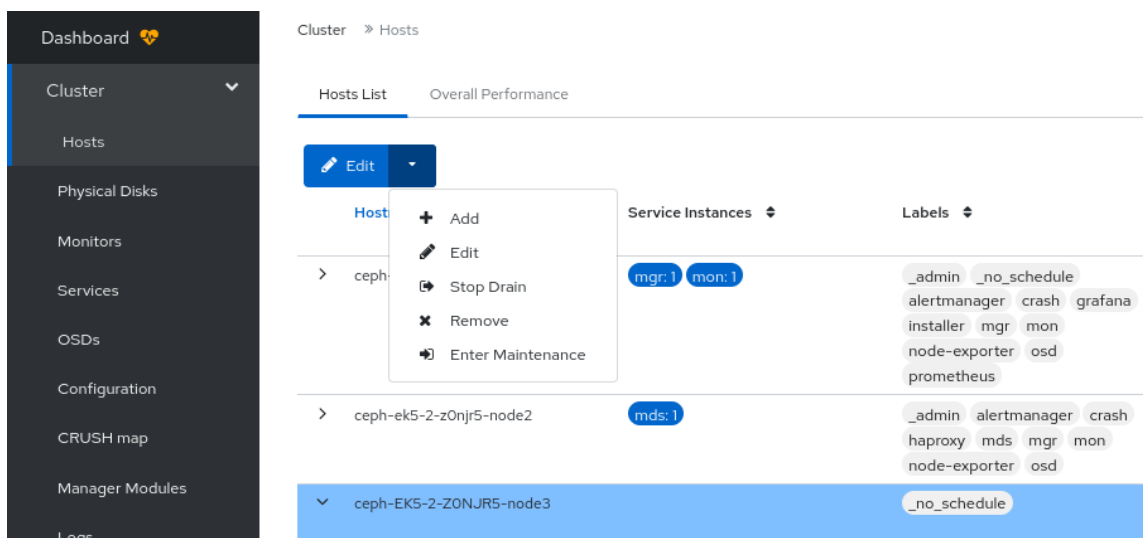 Dashboard
Cluster » Hosts
Cluster
Hosts List Overall Performance
Hosts
Edit
Physical Disks
Add
Service Instances Labels
Monitors
Edit
Stop Drain
mgr: 1 mon: 1
_admin _no_schedule
Services
alertmanager crash grafana
Remove
installer mgr mon
OSDs
Enter Maintenance
node-exporter osd
prometheus
Configuration
ceph-ek5-2-z0njr5-node2 mds: 1
_admin alertmanager crash
CRUSH map
haproxy mds mgr mon
node-exporter osd
Manager Modules
ceph-EK5-2-Z0NJR5-node3 _no_schedule